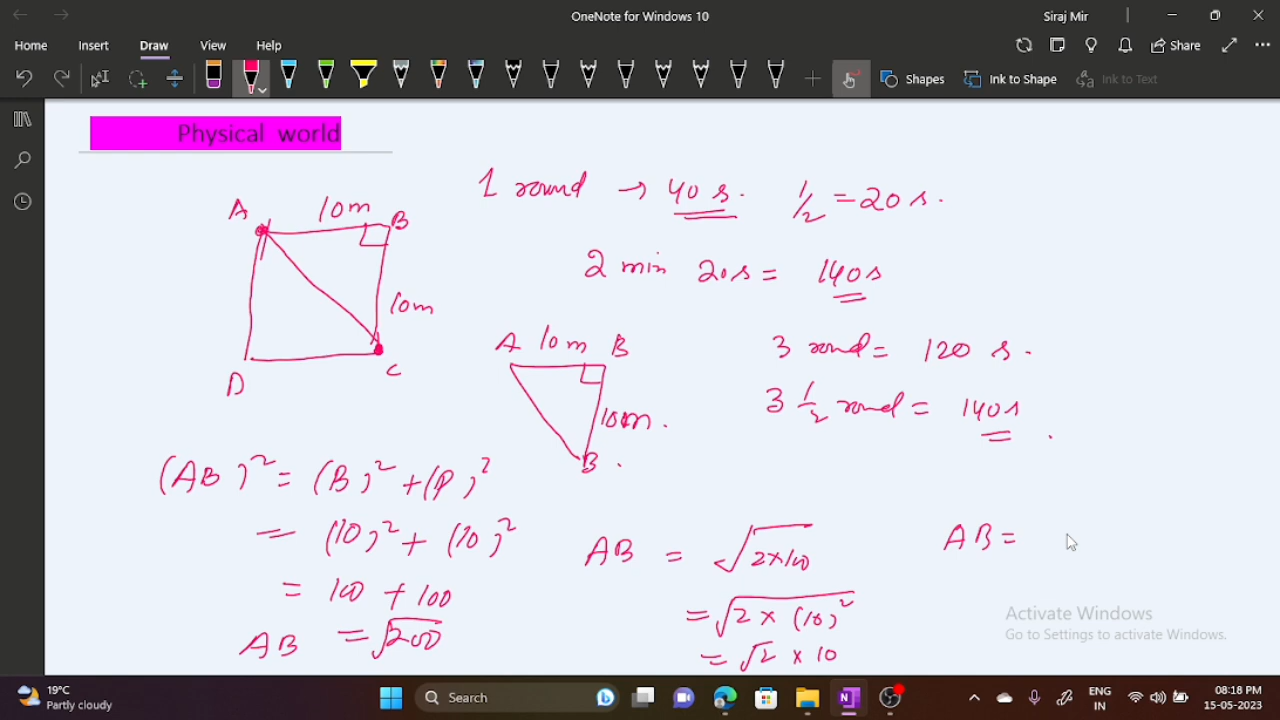 OneNote for Windows 10
Siraj Mir
Home Insert Draw View Help
Share
Shapes
Ink to Shape
Ink to Text
Physical world
A 10m B
10m
D C
1 round → 40 s. 1/2 = 20 s.
2 min 20s = 140s
3 round = 120 s.
3 1/2 round = 140s
A 10m B
10m.
B.
(AB)² = (B)² + (P)²
= (10)² + (10)²
= 100 + 100
AB = √200
AB = √2×100
= √2 × (10)²
= √2 × 10
AB =
Activate Windows
Go to Settings to activate Windows.
19°C
Partly cloudy
Search
ENG
IN
08:18 PM
15-05-2023